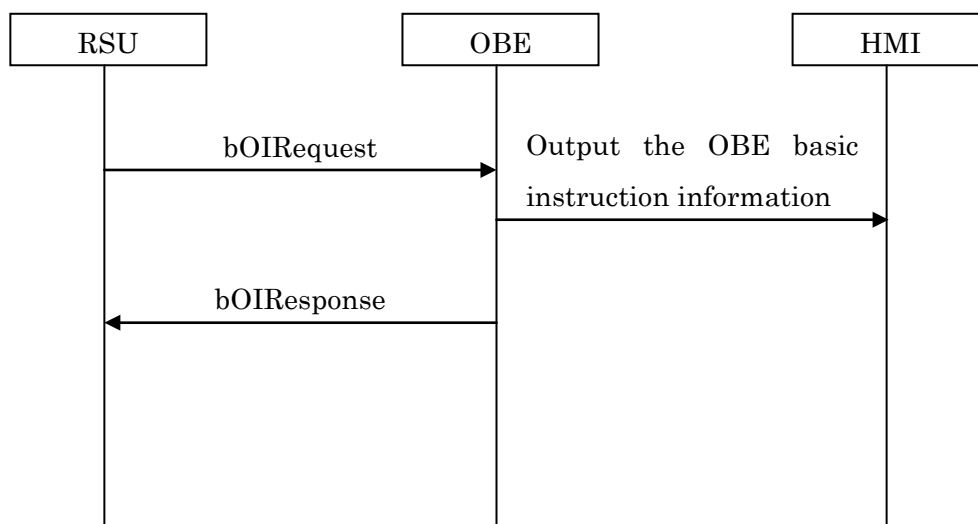 RSU
OBE
HMI
bOIRequest
Output the OBE basic
instruction information
bOIResponse